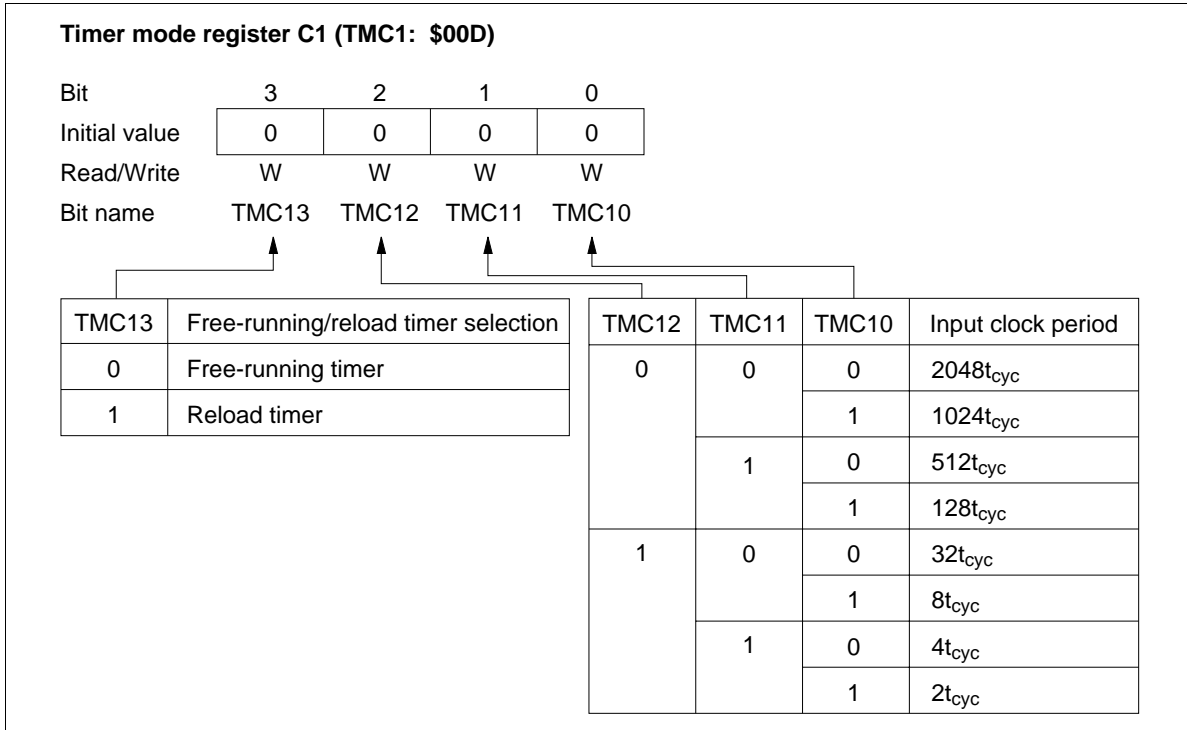 Timer mode register C1 (TMC1: $00D)
Bit 3 2 1 0
Initial value 0 0 0 0
Read/Write W W W W
Bit name TMC13 TMC12 TMC11 TMC10
TMC13 Free-running/reload timer selection
0 Free-running timer
1 Reload timer
TMC12 TMC11 TMC10 Input clock period
0 0 0 2048tcyc
1 1024tcyc
1 0 512tcyc
1 128tcyc
1 0 0 32tcyc
1 8tcyc
1 0 4tcyc
1 2tcyc